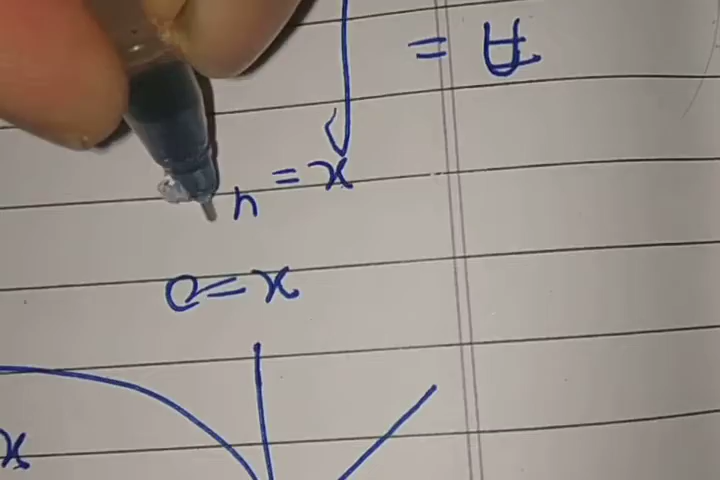 x
x=0
x = 4
A =